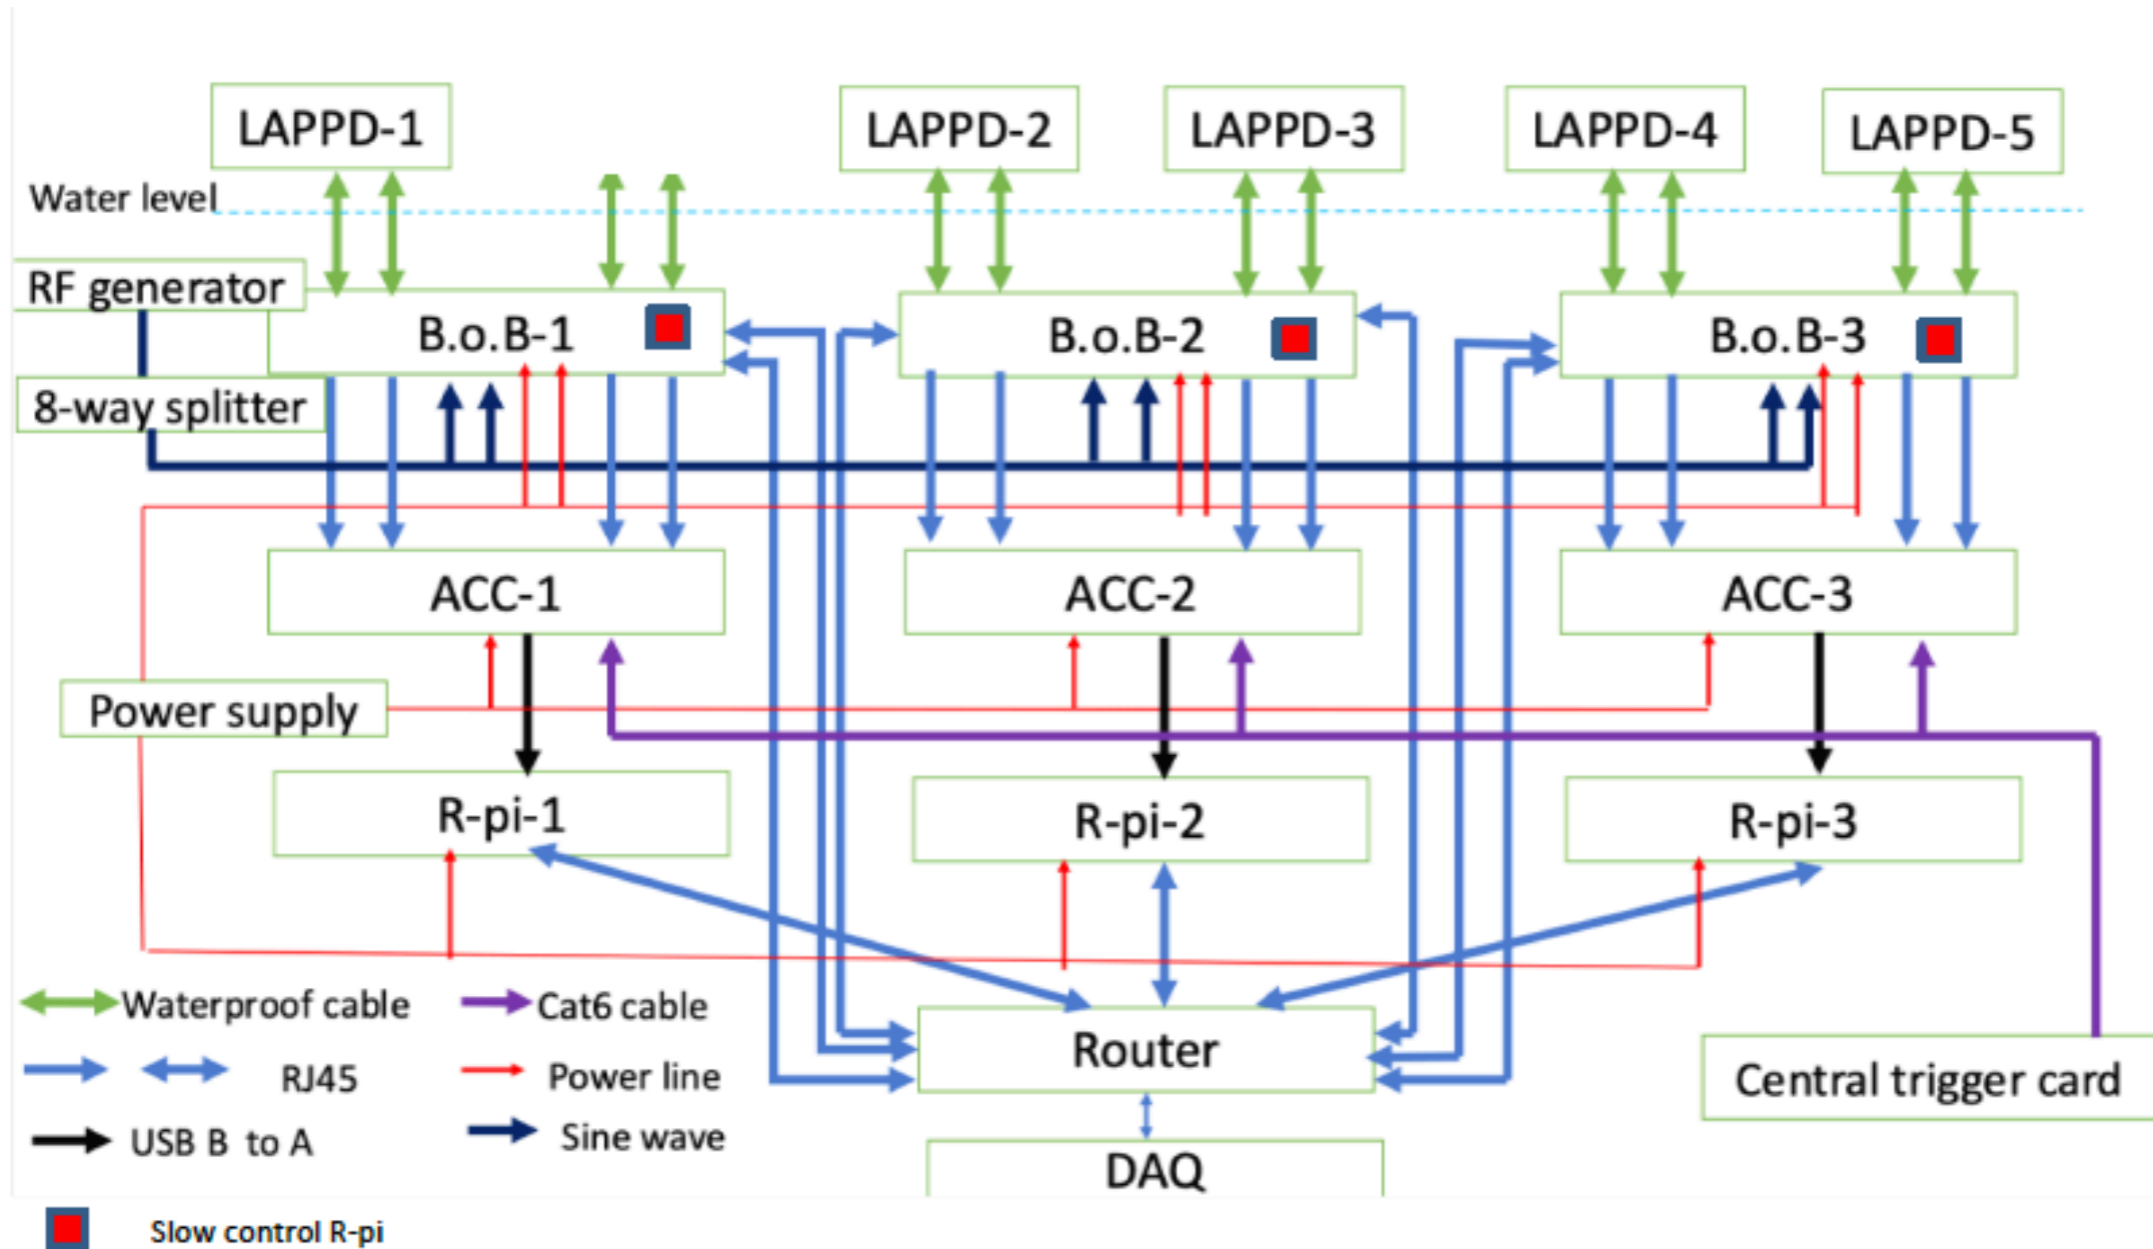 LAPPD-1
LAPPD-2
LAPPD-3
LAPPD-4
LAPPD-5
Water level
RF generator
B.o.B-1
B.o.B-2
B.o.B-3
8-way splitter
ACC-1
ACC-2
ACC-3
Power supply
R-pi-1
R-pi-2
R-pi-3
Waterproof cable
Cat6 cable
Router
RJ45
Power line
Central trigger card
USB B to A
Sine wave
DAQ
Slow control R-pi